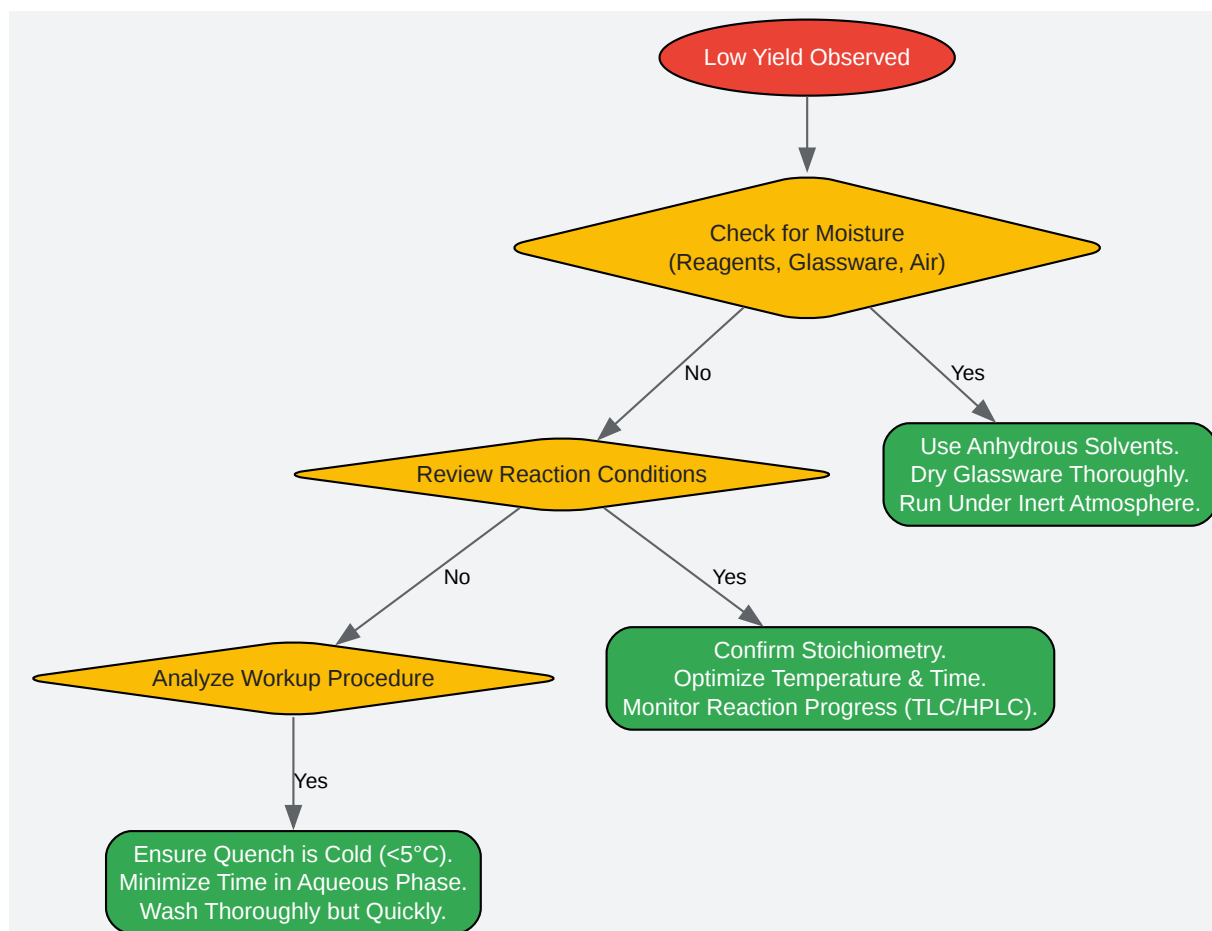 Low Yield Observed
Check for Moisture
(Reagents, Glassware, Air)
No
Yes
Use Anhydrous Solvents.
Dry Glassware Thoroughly.
Run Under Inert Atmosphere.
Review Reaction Conditions
No
Yes
Confirm Stoichiometry.
Optimize Temperature & Time.
Monitor Reaction Progress (TLC/HPLC).
Analyze Workup Procedure
Yes
Ensure Quench is Cold (<5°C).
Minimize Time in Aqueous Phase.
Wash Thoroughly but Quickly.